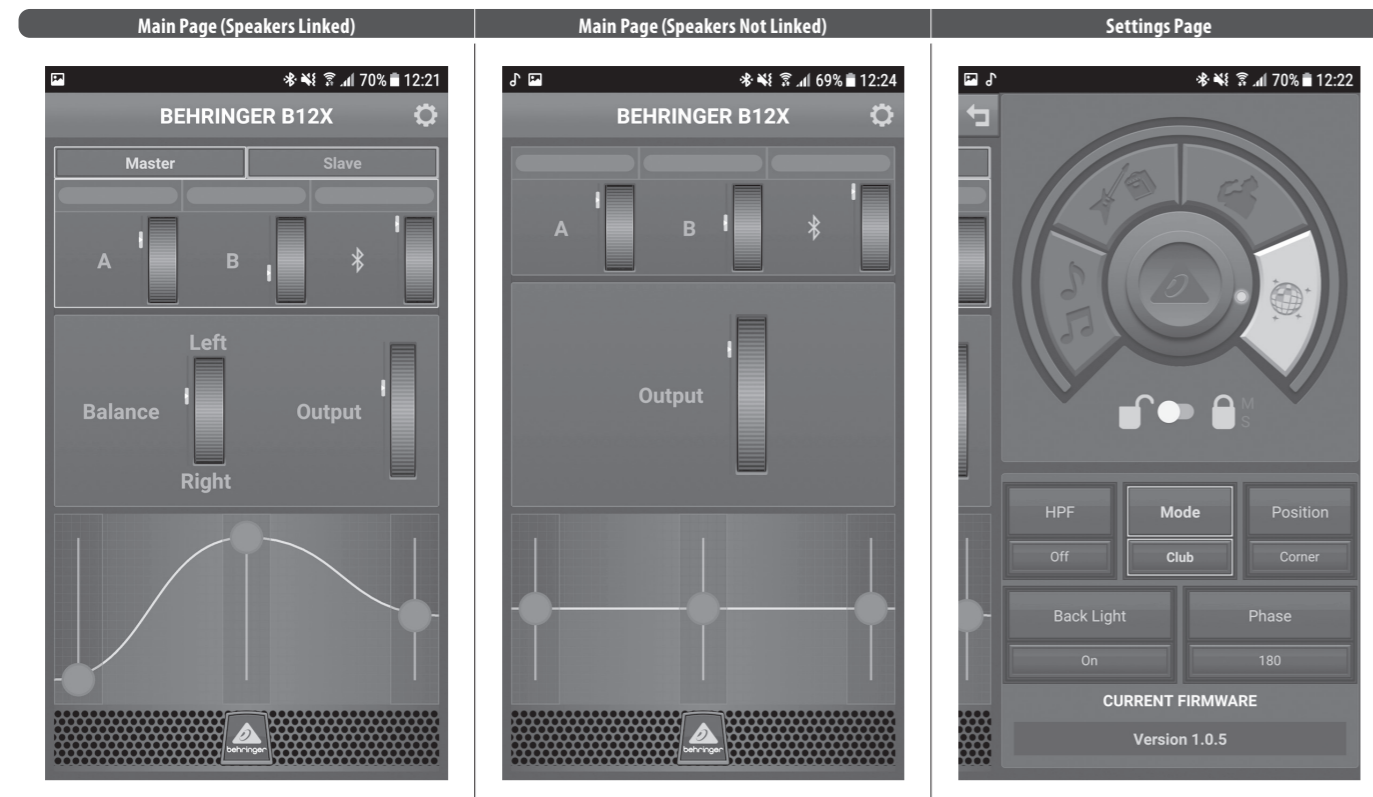 Main Page (Speakers Linked)
Main Page (Speakers Not Linked)
Settings Page
70% 12:21
BEHRINGER B12X
Master
Slave
A
B
Left
Balance
Output
Right
behringer
69% 12:24
BEHRINGER B12X
A
B
Output
behringer
70% 12:22
M
S
HPF
Mode
Position
Off
Club
Corner
Back Light
Phase
On
180
CURRENT FIRMWARE
Version 1.0.5